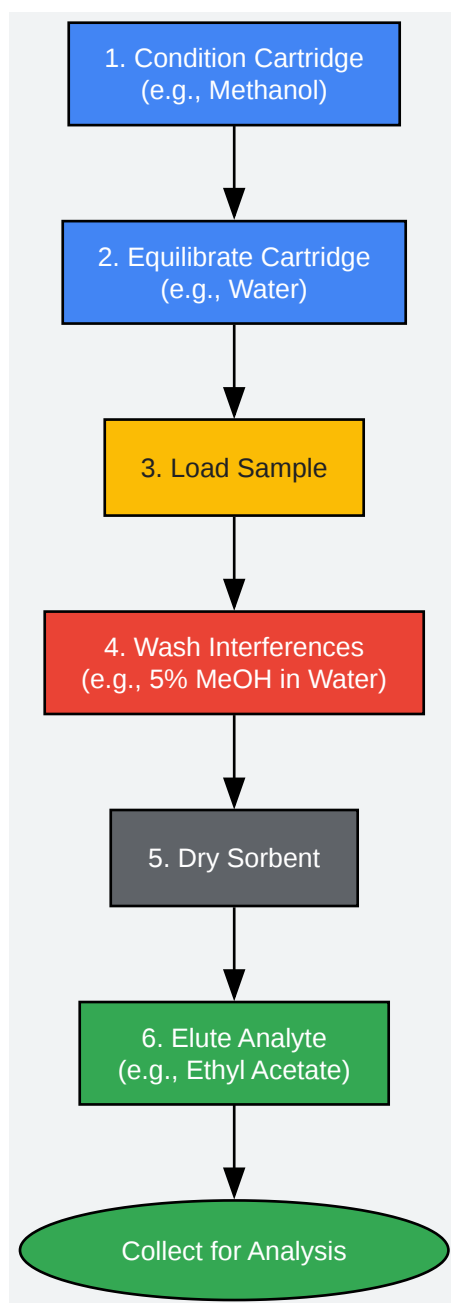 1. Condition Cartridge
(e.g., Methanol)
2. Equilibrate Cartridge
(e.g., Water)
3. Load Sample
4. Wash Interferences
(e.g., 5% MeOH in Water)
5. Dry Sorbent
6. Elute Analyte
(e.g., Ethyl Acetate)
Collect for Analysis